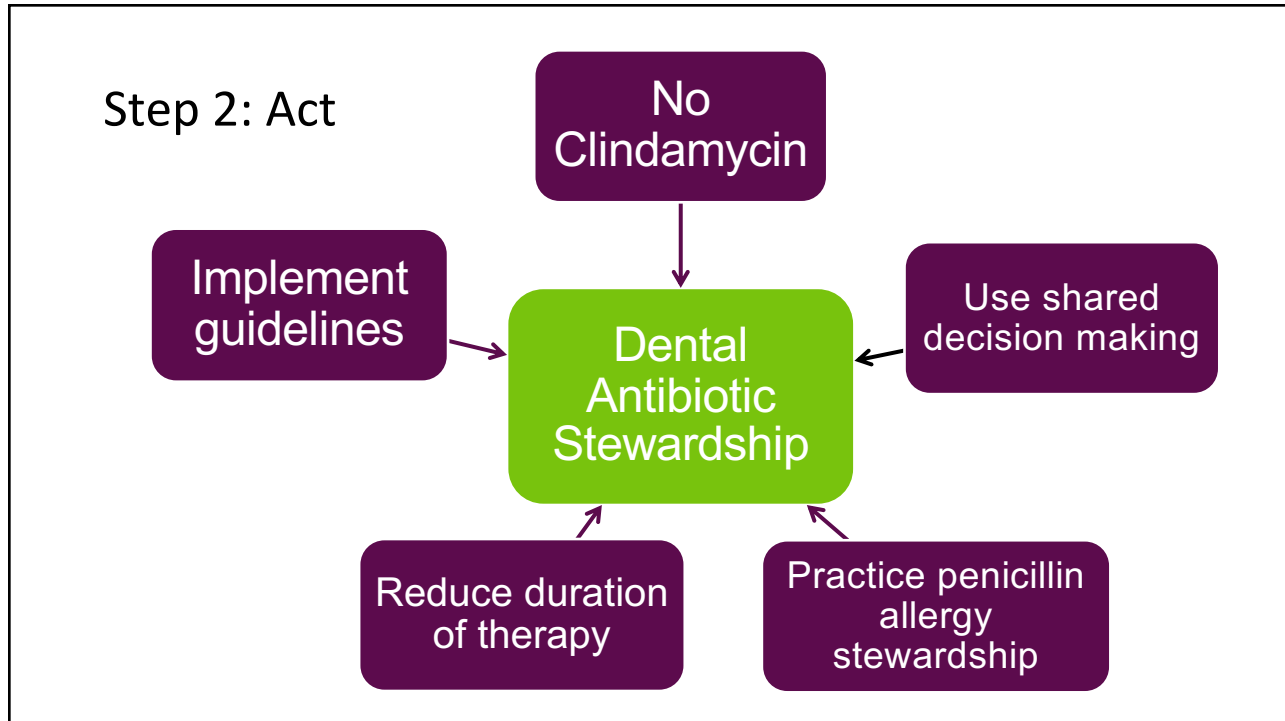 Step 2: Act
No
Clindamycin
Implement
guidelines
Use shared
decision making
Dental
Antibiotic
Stewardship
Reduce duration
of therapy
Practice penicillin
allergy
stewardship